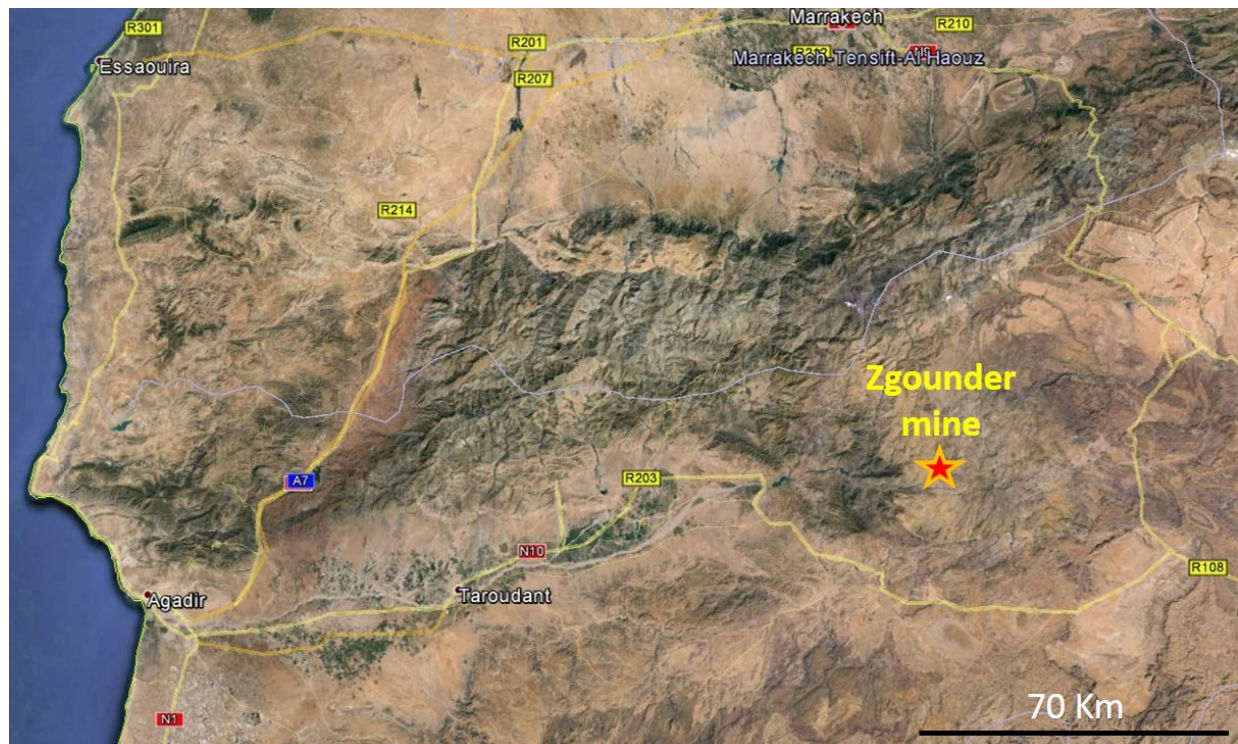 R301
Marrakech
R210
Essaouira
R201
Marrakech-Tensift-Al Haouz
R207
R214
Zgounder
mine
A7
R203
N10
R108
Agadir
Taroudant
N1
70 Km